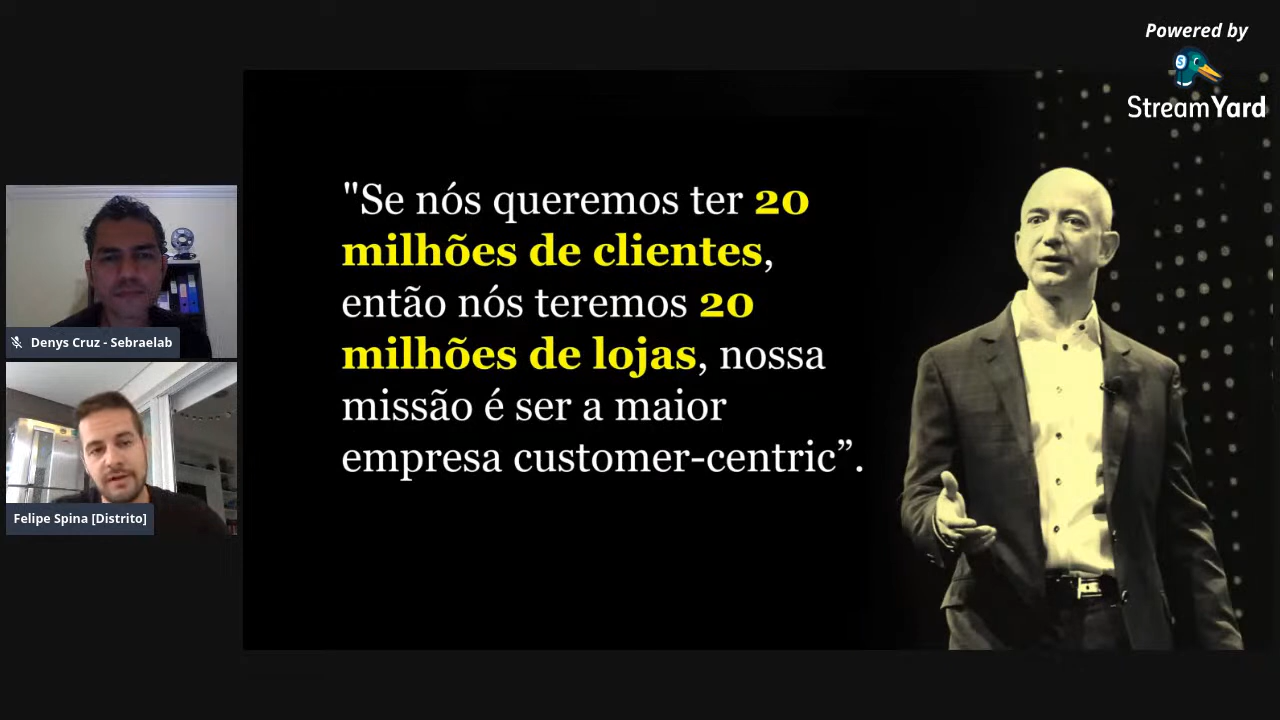 Powered by
StreamYard
"Se nós queremos ter 20
milhões de clientes,
então nós teremos 20
milhões de lojas, nossa
missão é ser a maior
empresa customer-centric”.
Denys Cruz - Sebraelab
Felipe Spina [Distrito]